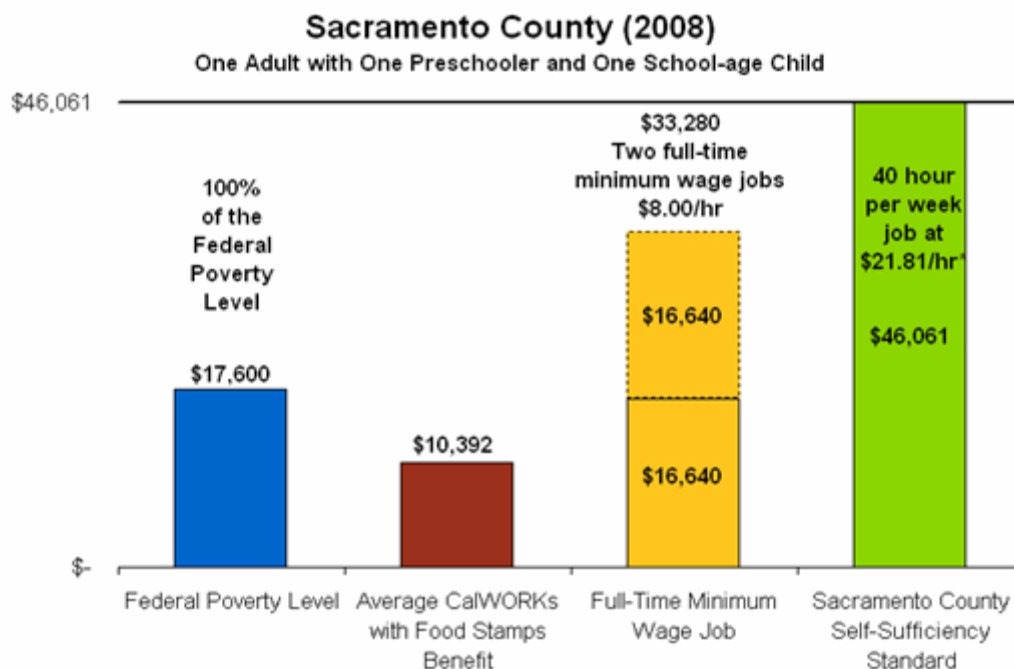 Sacramento County (2008)
One Adult with One Preschooler and One School-age Child
$46,061
$33,280
Two full-time
minimum wage jobs
$8.00/hr
100%
of the
Federal
Poverty
Level
40 hour
per week
job at
$21.81/hr*
$16,640
$46,061
$17,600
$10,392
$16,640
$-
Federal Poverty Level
Average CalWORKs
with Food Stamps
Benefit
Full-Time Minimum
Wage Job
Sacramento County
Self-Sufficiency
Standard